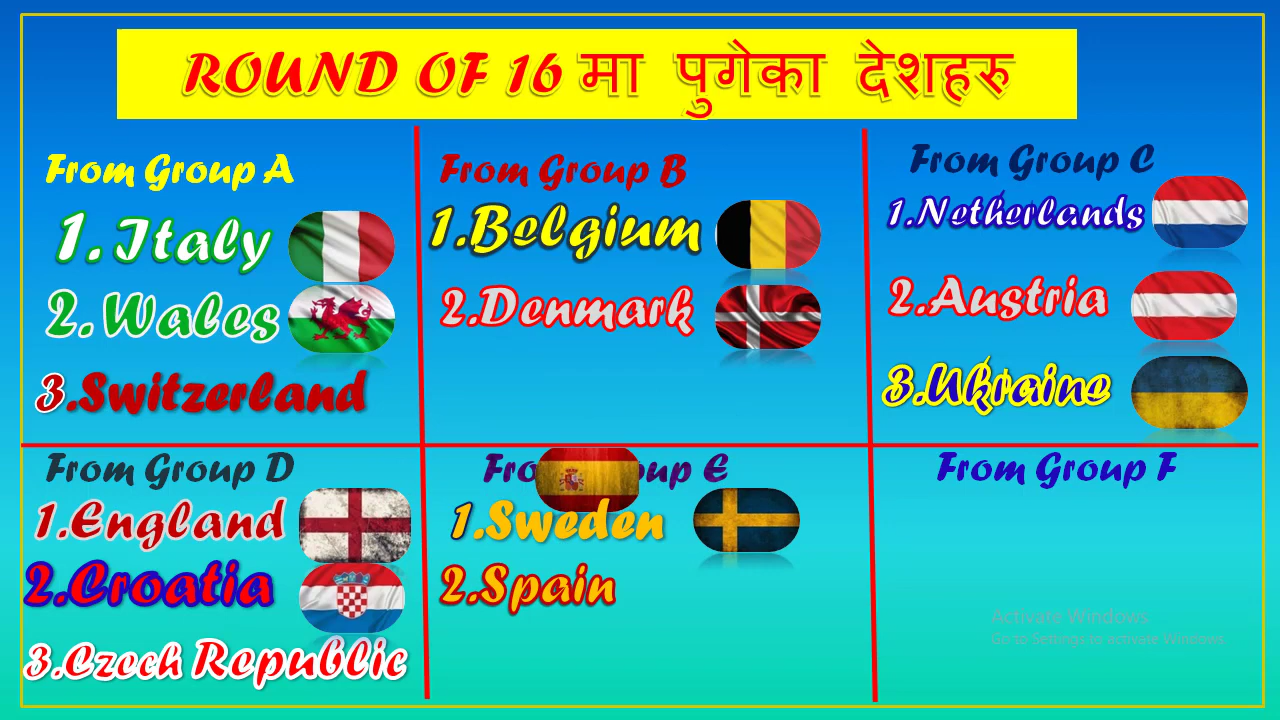 ROUND OF 16 मा पुगेका देशहरु
From Group A
1. Italy
2. Wales
3.Switzerland
From Group B
1.Belgium
2.Denmark
From Group C
1.Netherlands
2.Austria
3.Ukraine
From Group D
1.England
2.Croatia
3.Czech Republic
Fro oup E
1.Sweden
2.Spain
From Group F
Activate Windows
Go to Settings to activate Windows